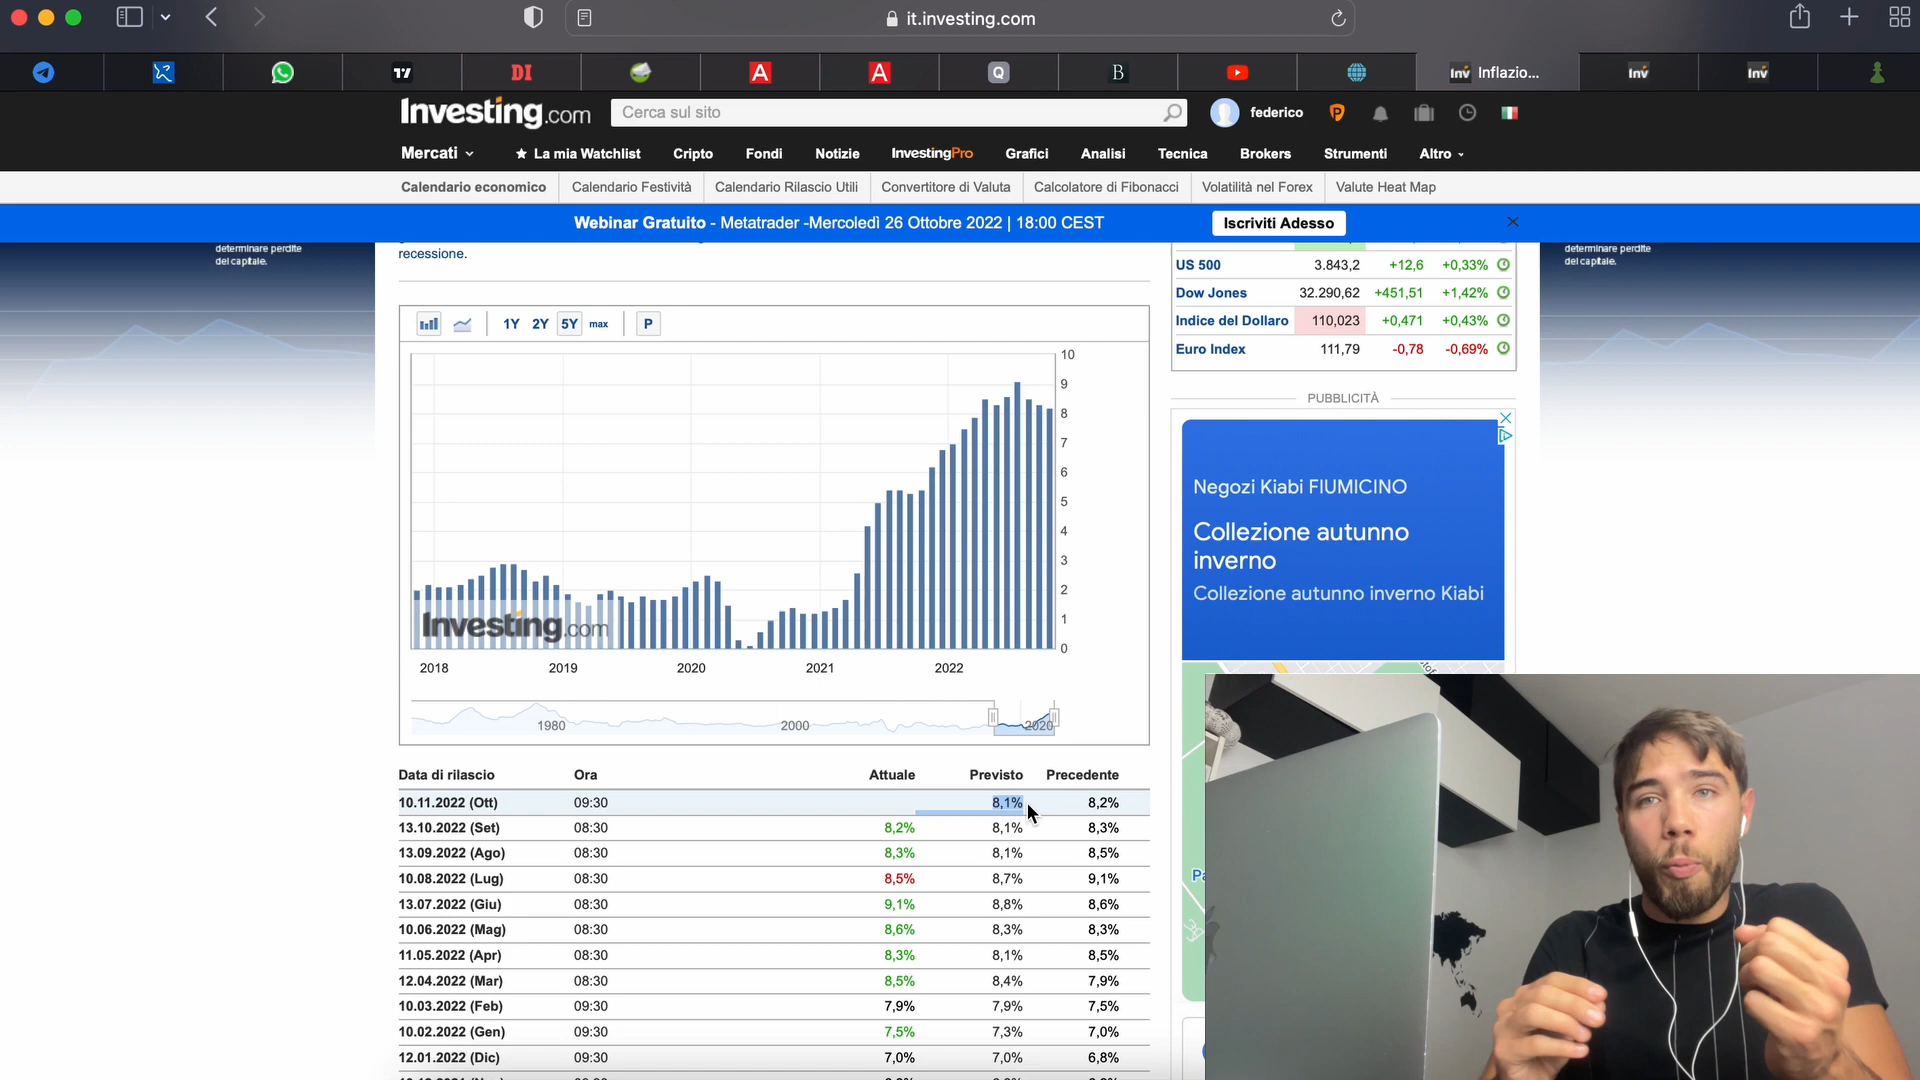 it.investing.com
DI
A
A
Q
B
Inv Inflazio...
Inv
Inv
Investing.com
Cerca sul sito
federico
Mercati
La mia Watchlist
Cripto
Fondi
Notizie
InvestingPro
Grafici
Analisi
Tecnica
Brokers
Strumenti
Altro
Calendario economico
Calendario Festività
Calendario Rilascio Utili
Convertitore di Valuta
Calcolatore di Fibonacci
Volatilità nel Forex
Valute Heat Map
Webinar Gratuito - Metatrader -Mercoledì 26 Ottobre 2022 | 18:00 CEST
Iscriviti Adesso
determinare perdite
del capitale.
recessione.
determinare perdite
del capitale.
US 500 3.843,2 +12,6 +0,33%
Dow Jones 32.290,62 +451,51 +1,42%
Indice del Dollaro 110,023 +0,471 +0,43%
Euro Index 111,79 -0,78 -0,69%
1Y 2Y 5Y max P
10
9
8
7
6
5
4
3
2
1
0
Investing.com
2018 2019 2020 2021 2022
1980 2000 2020
PUBBLICITÀ
Negozi Kiabi FIUMICINO
Collezione autunno
inverno
Collezione autunno inverno Kiabi
Data di rilascio Ora Attuale Previsto Precedente
10.11.2022 (Ott) 09:30 8,1% 8,2%
13.10.2022 (Set) 08:30 8,2% 8,1% 8,3%
13.09.2022 (Ago) 08:30 8,3% 8,1% 8,5%
10.08.2022 (Lug) 08:30 8,5% 8,7% 9,1%
13.07.2022 (Giu) 08:30 9,1% 8,8% 8,6%
10.06.2022 (Mag) 08:30 8,6% 8,3% 8,3%
11.05.2022 (Apr) 08:30 8,3% 8,1% 8,5%
12.04.2022 (Mar) 08:30 8,5% 8,4% 7,9%
10.03.2022 (Feb) 09:30 7,9% 7,9% 7,5%
10.02.2022 (Gen) 09:30 7,5% 7,3% 7,0%
12.01.2022 (Dic) 09:30 7,0% 7,0% 6,8%